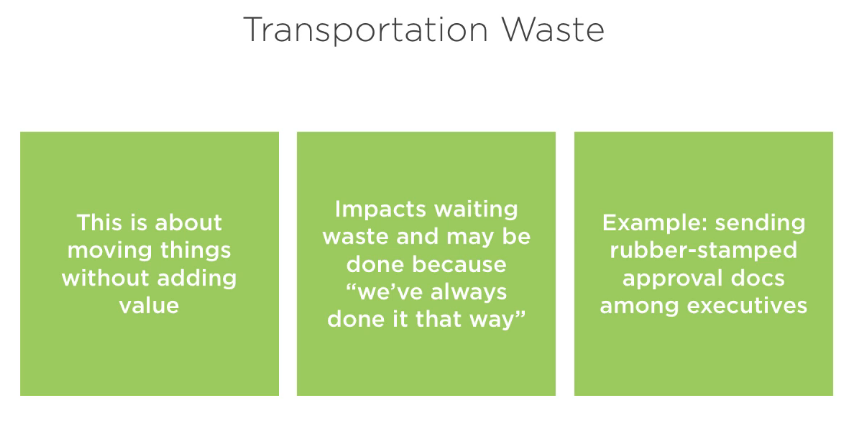 Transportation Waste
This is about
moving things
without adding
value
Impacts waiting
waste and may be
done because
“we’ve always
done it that way”
Example: sending
rubber-stamped
approval docs
among executives